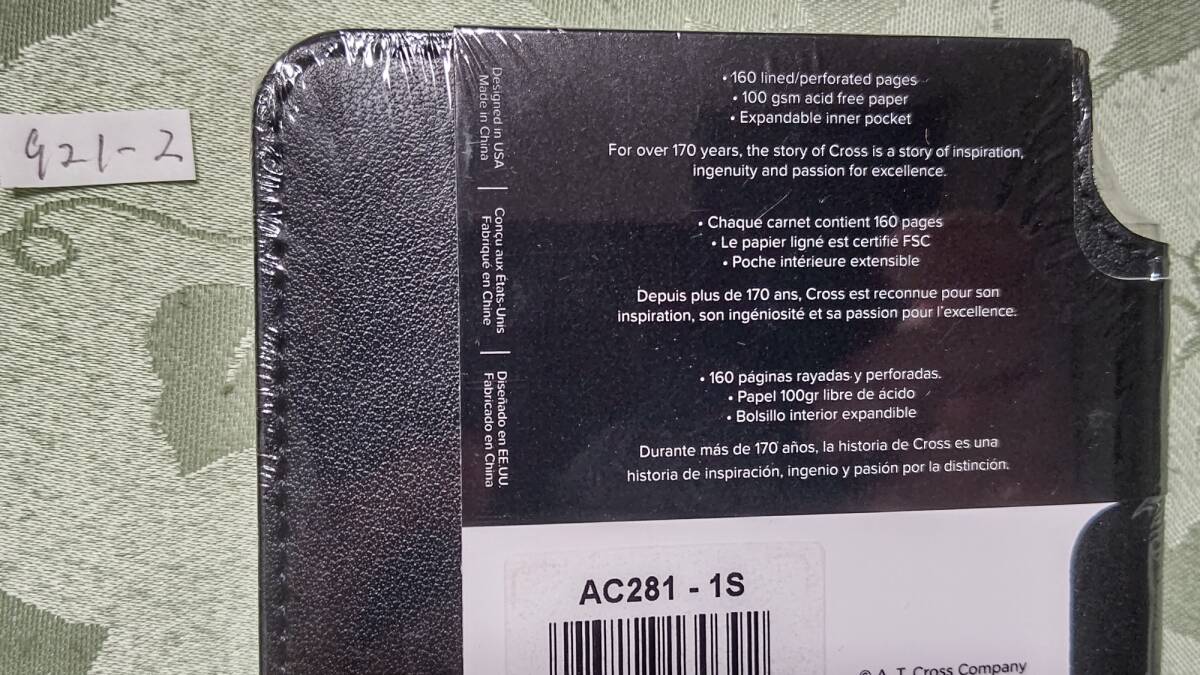 921-2
Designed in USA
Made in China
Conçu aux États-Unis
Fabriqué en Chine
Diseñado en EE.UU.
Fabricado en China
• 160 lined/perforated pages
• 100 gsm acid free paper
• Expandable inner pocket
For over 170 years, the story of Cross is a story of inspiration,
ingenuity and passion for excellence.
• Chaque carnet contient 160 pages
• Le papier ligné est certifié FSC
• Poche intérieure extensible
Depuis plus de 170 ans, Cross est reconnue pour son
inspiration, son ingéniosité et sa passion pour l'excellence.
• 160 páginas rayadas y perforadas.
• Papel 100gr libre de ácido
• Bolsillo interior expandible
Durante más de 170 años, la historia de Cross es una
historia de inspiración, ingenio y pasión por la distinción.
AC281 - 1S
© A. T. Cross Company